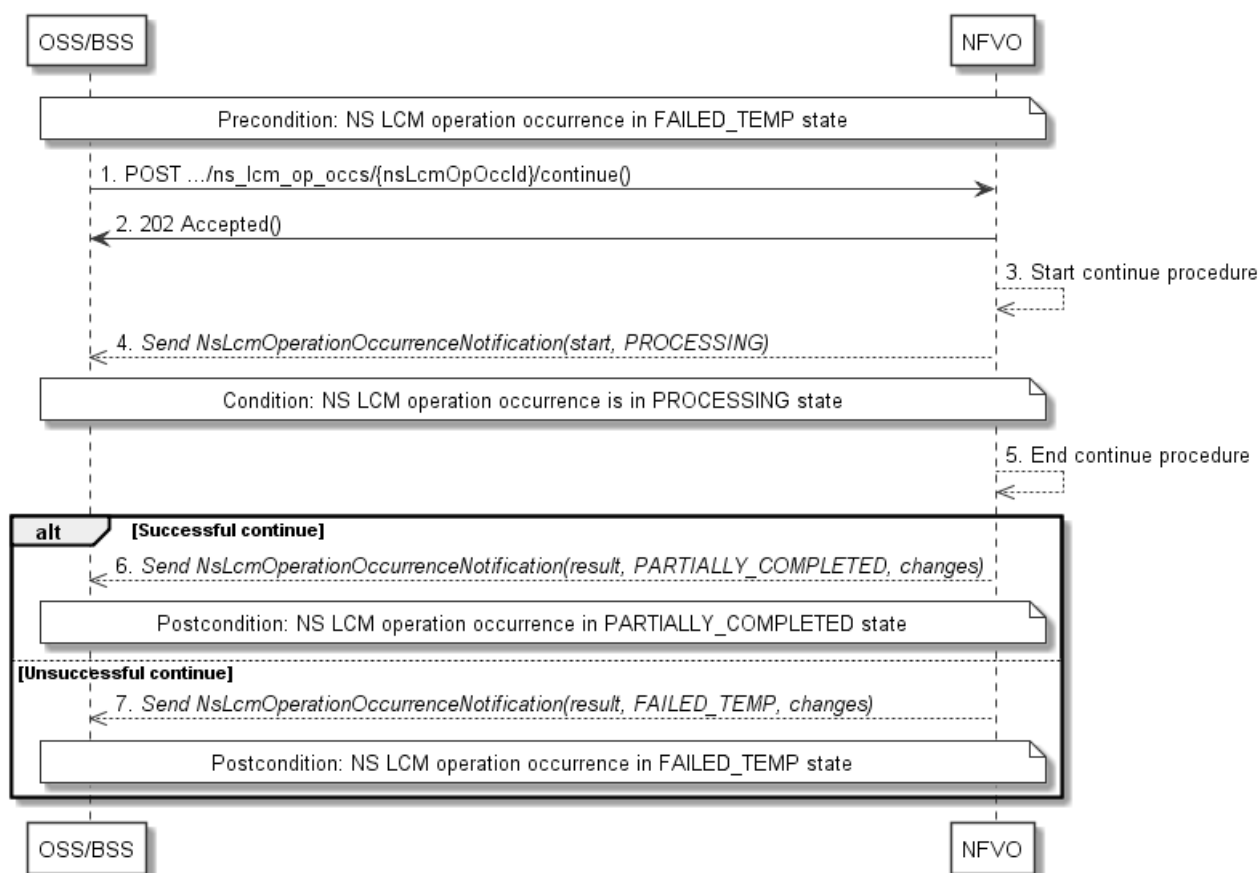 OSS/BSS
NFVO
Precondition: NS LCM operation occurrence in FAILED_TEMP state
1. POST .../ns_lcm_op_occs/{nsLcmOpOccId}/continue()
2. 202 Accepted()
3. Start continue procedure
4. Send NsLcmOperationOccurrenceNotification(start, PROCESSING)
Condition: NS LCM operation occurrence is in PROCESSING state
5. End continue procedure
alt [Successful continue]
6. Send NsLcmOperationOccurrenceNotification(result, PARTIALLY_COMPLETED, changes)
Postcondition: NS LCM operation occurrence in PARTIALLY_COMPLETED state
[Unsuccessful continue]
7. Send NsLcmOperationOccurrenceNotification(result, FAILED_TEMP, changes)
Postcondition: NS LCM operation occurrence in FAILED_TEMP state
OSS/BSS
NFVO